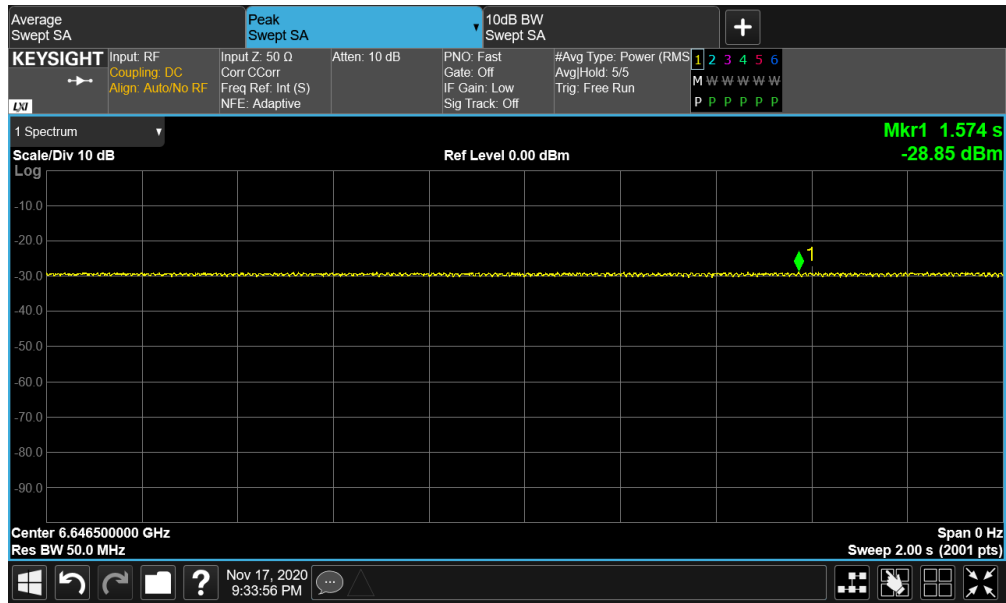 Average
Swept SA
Peak
Swept SA
10dB BW
Swept SA
KEYSIGHT
LXI
Input: RF
Coupling: DC
Align: Auto/No RF
Input Z: 50 Ω
Corr CCorr
Freq Ref: Int (S)
NFE: Adaptive
Atten: 10 dB
PNO: Fast
Gate: Off
IF Gain: Low
Sig Track: Off
#Avg Type: Power (RMS
Avg|Hold: 5/5
Trig: Free Run
1 2 3 4 5 6
M W W W W W
P P P P P P
1 Spectrum
Scale/Div 10 dB
Ref Level 0.00 dBm
Mkr1 1.574 s
-28.85 dBm
Log
-10.0
-20.0
1
-30.0
-40.0
-50.0
-60.0
-70.0
-80.0
-90.0
Center 6.646500000 GHz
Res BW 50.0 MHz
Span 0 Hz
Sweep 2.00 s (2001 pts)
?
Nov 17, 2020
9:33:56 PM